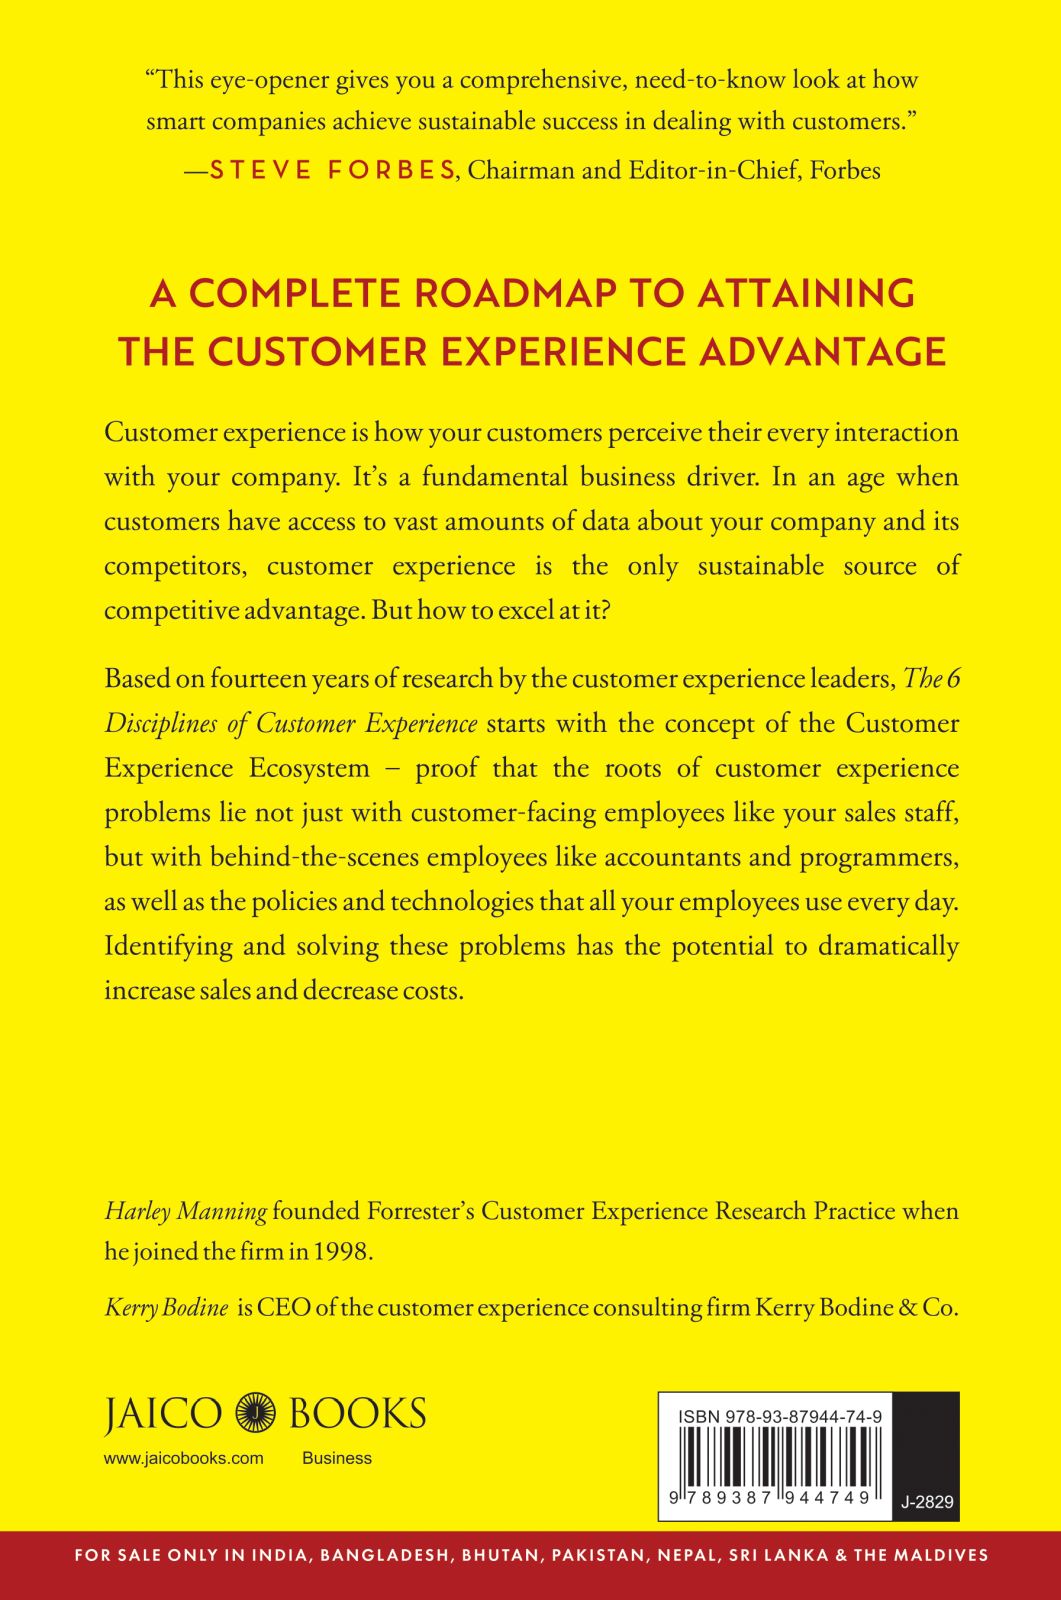 “This eye-opener gives you a comprehensive, need-to-know look at how
smart companies achieve sustainable success in dealing with customers.”
—STEVE FORBES, Chairman and Editor-in-Chief, Forbes
A COMPLETE ROADMAP TO ATTAINING
THE CUSTOMER EXPERIENCE ADVANTAGE
Customer experience is how your customers perceive their every interaction
with your company. It’s a fundamental business driver. In an age when
customers have access to vast amounts of data about your company and its
competitors, customer experience is the only sustainable source of
competitive advantage. But how to excel at it?
Based on fourteen years of research by the customer experience leaders, The 6
Disciplines of Customer Experience starts with the concept of the Customer
Experience Ecosystem – proof that the roots of customer experience
problems lie not just with customer-facing employees like your sales staff,
but with behind-the-scenes employees like accountants and programmers,
as well as the policies and technologies that all your employees use every day.
Identifying and solving these problems has the potential to dramatically
increase sales and decrease costs.
Harley Manning founded Forrester’s Customer Experience Research Practice when
he joined the firm in 1998.
Kerry Bodine is CEO of the customer experience consulting firm Kerry Bodine & Co.
JAICO J BOOKS
www.jaicobooks.com Business
ISBN 978-93-87944-74-9
9 789387 944749
J-2829
FOR SALE ONLY IN INDIA, BANGLADESH, BHUTAN, PAKISTAN, NEPAL, SRI LANKA & THE MALDIVES